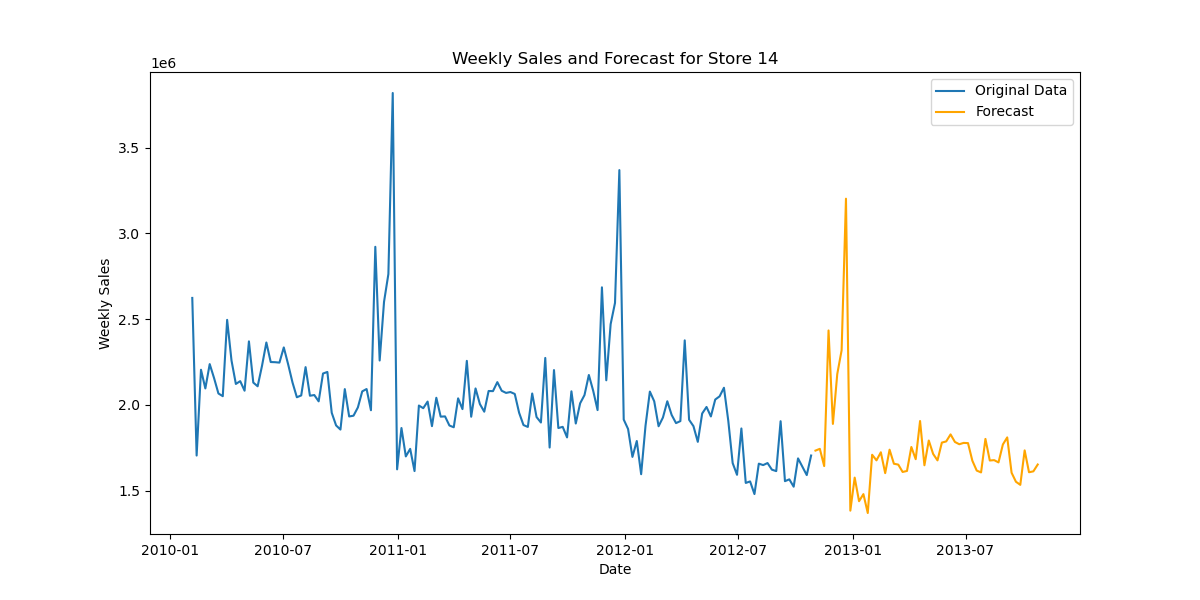 Weekly Sales and Forecast for Store 14
1e6
Original Data
Forecast
3.5
3.0
2.5
2.0
1.5
Weekly Sales
2010-01 2010-07 2011-01 2011-07 2012-01 2012-07 2013-01 2013-07
Date